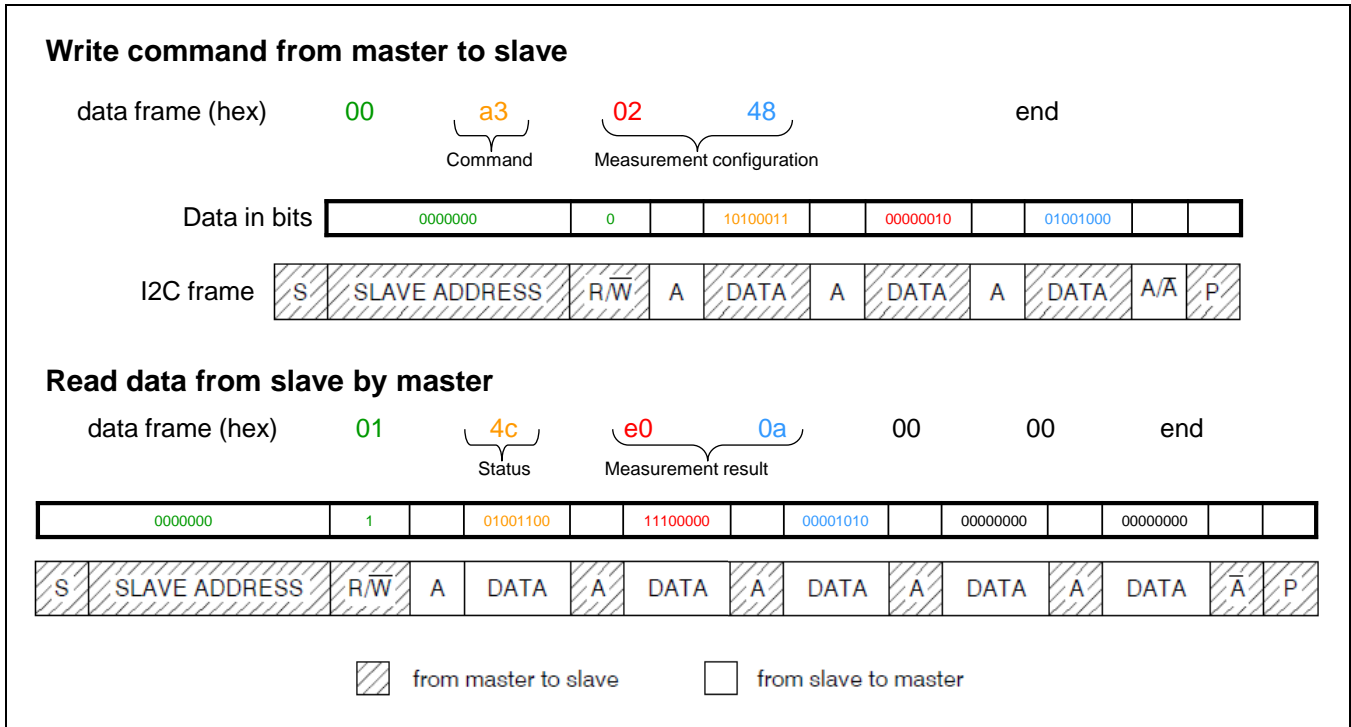 Write command from master to slave
data frame (hex) 00 a3 02 48 end
Command Measurement configuration
Data in bits 0000000 0 10100011 00000010 01001000
I2C frame S SLAVE ADDRESS R/W̅ A DATA A DATA A DATA A/A̅ P
Read data from slave by master
data frame (hex) 01 4c e0 0a 00 00 end
Status Measurement result
0000000 1 01001100 11100000 00001010 00000000 00000000
S SLAVE ADDRESS R/W̅ A DATA A DATA A DATA A DATA A DATA A̅ P
from master to slave from slave to master